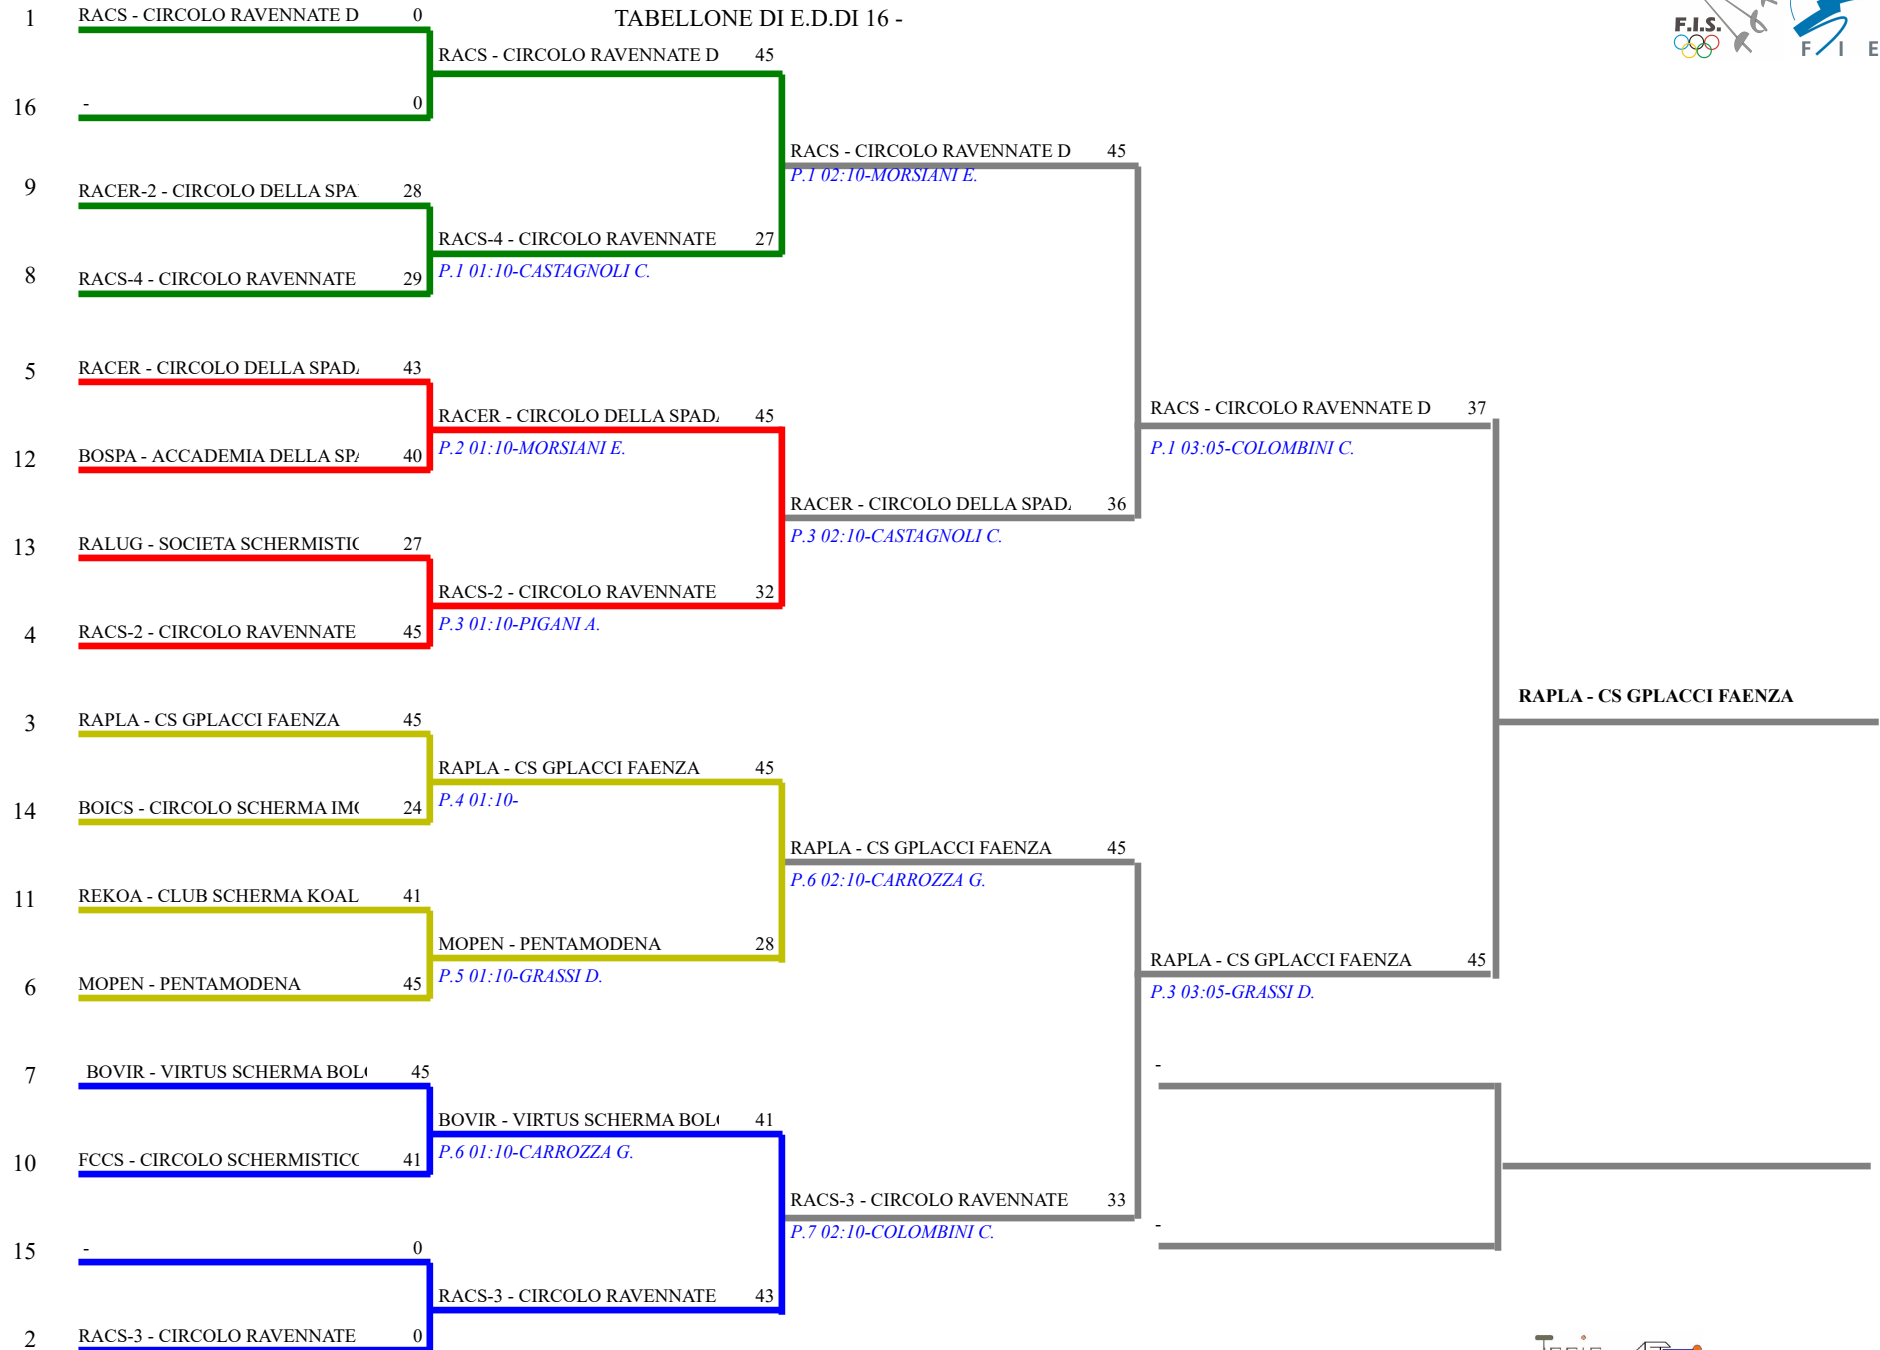 TABELLONE DI E.D.DI 16 -
F.I.S.
F I E
1 RACS - CIRCOLO RAVENNATE D 0
RACS - CIRCOLO RAVENNATE D 45
16 - 0
RACS - CIRCOLO RAVENNATE D 45
P.1 02:10-MORSIANI E.
9 RACER-2 - CIRCOLO DELLA SPA 28
RACS-4 - CIRCOLO RAVENNATE 27
P.1 01:10-CASTAGNOLI C.
8 RACS-4 - CIRCOLO RAVENNATE 29
5 RACER - CIRCOLO DELLA SPAD 43
RACS - CIRCOLO RAVENNATE D 37
P.1 03:05-COLOMBINI C.
RACER - CIRCOLO DELLA SPAD 45
P.2 01:10-MORSIANI E.
12 BOSPA - ACCADEMIA DELLA SP 40
RACER - CIRCOLO DELLA SPAD 36
P.3 02:10-CASTAGNOLI C.
13 RALUG - SOCIETA SCHERMISTIC 27
RACS-2 - CIRCOLO RAVENNATE 32
P.3 01:10-PIGANI A.
4 RACS-2 - CIRCOLO RAVENNATE 45
RAPLA - CS GPLACCI FAENZA
3 RAPLA - CS GPLACCI FAENZA 45
RAPLA - CS GPLACCI FAENZA 45
P.4 01:10-
14 BOICS - CIRCOLO SCHERMA IM 24
RAPLA - CS GPLACCI FAENZA 45
P.6 02:10-CARROZZA G.
11 REKOA - CLUB SCHERMA KOAL 41
MOPEN - PENTAMODENA 28
P.5 01:10-GRASSI D.
RAPLA - CS GPLACCI FAENZA 45
P.3 03:05-GRASSI D.
6 MOPEN - PENTAMODENA 45
7 BOVIR - VIRTUS SCHERMA BOL 45
-
BOVIR - VIRTUS SCHERMA BOL 41
P.6 01:10-CARROZZA G.
10 FCCS - CIRCOLO SCHERMISTIC 41
RACS-3 - CIRCOLO RAVENNATE 33
P.7 02:10-COLOMBINI C.
-
15 - 0
RACS-3 - CIRCOLO RAVENNATE 43
2 RACS-3 - CIRCOLO RAVENNATE 0